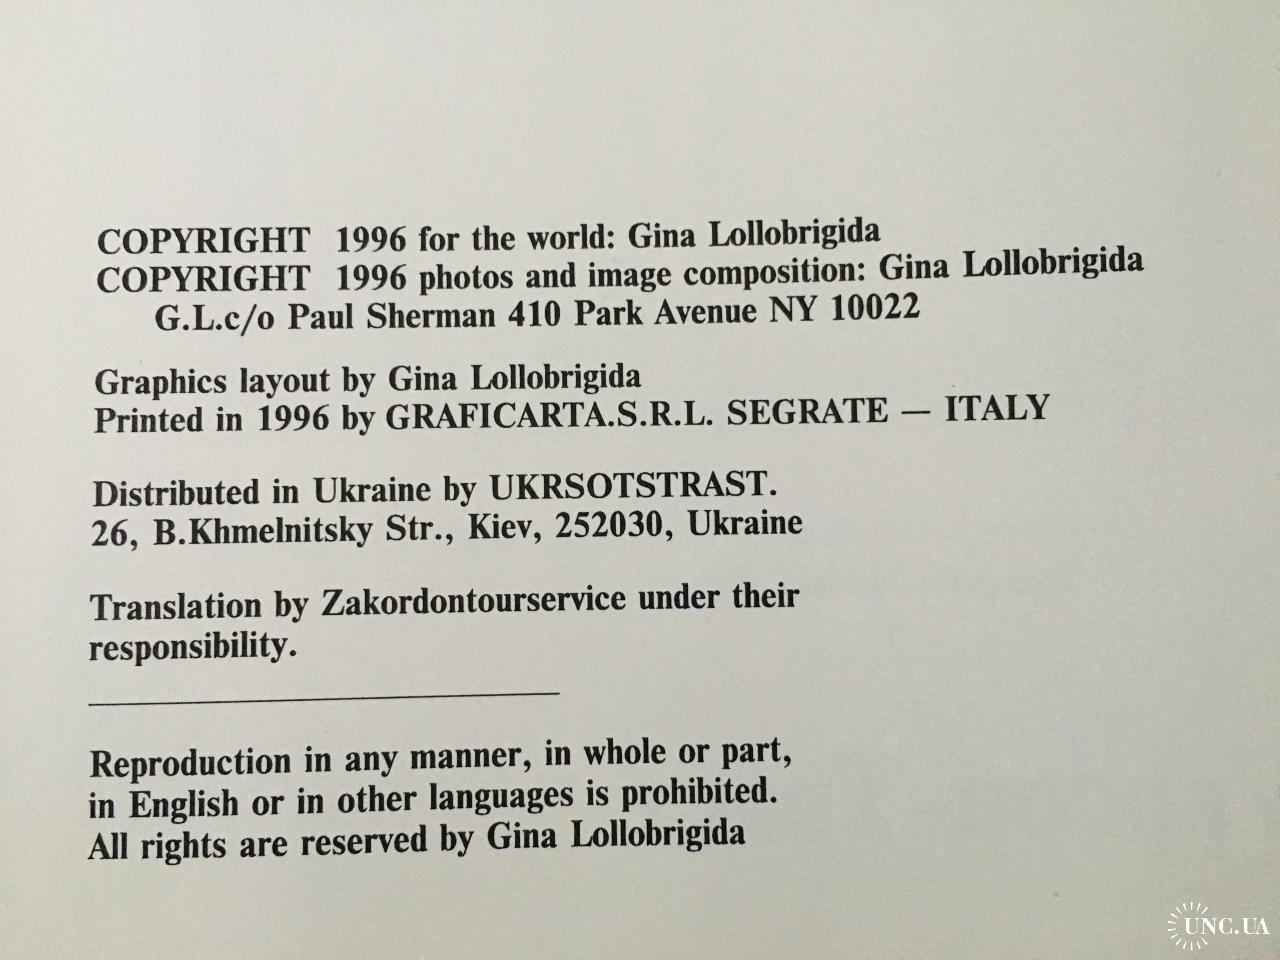 COPYRIGHT 1996 for the world: Gina Lollobrigida
COPYRIGHT 1996 photos and image composition: Gina Lollobrigida
G.L.c/o Paul Sherman 410 Park Avenue NY 10022
Graphics layout by Gina Lollobrigida
Printed in 1996 by GRAFICARTA.S.R.L. SEGRATE — ITALY
Distributed in Ukraine by UKRSOTSTRAST.
26, B.Khmelnitsky Str., Kiev, 252030, Ukraine
Translation by Zakordontourservice under their
responsibility.
Reproduction in any manner, in whole or part,
in English or in other languages is prohibited.
All rights are reserved by Gina Lollobrigida
UNC.UA